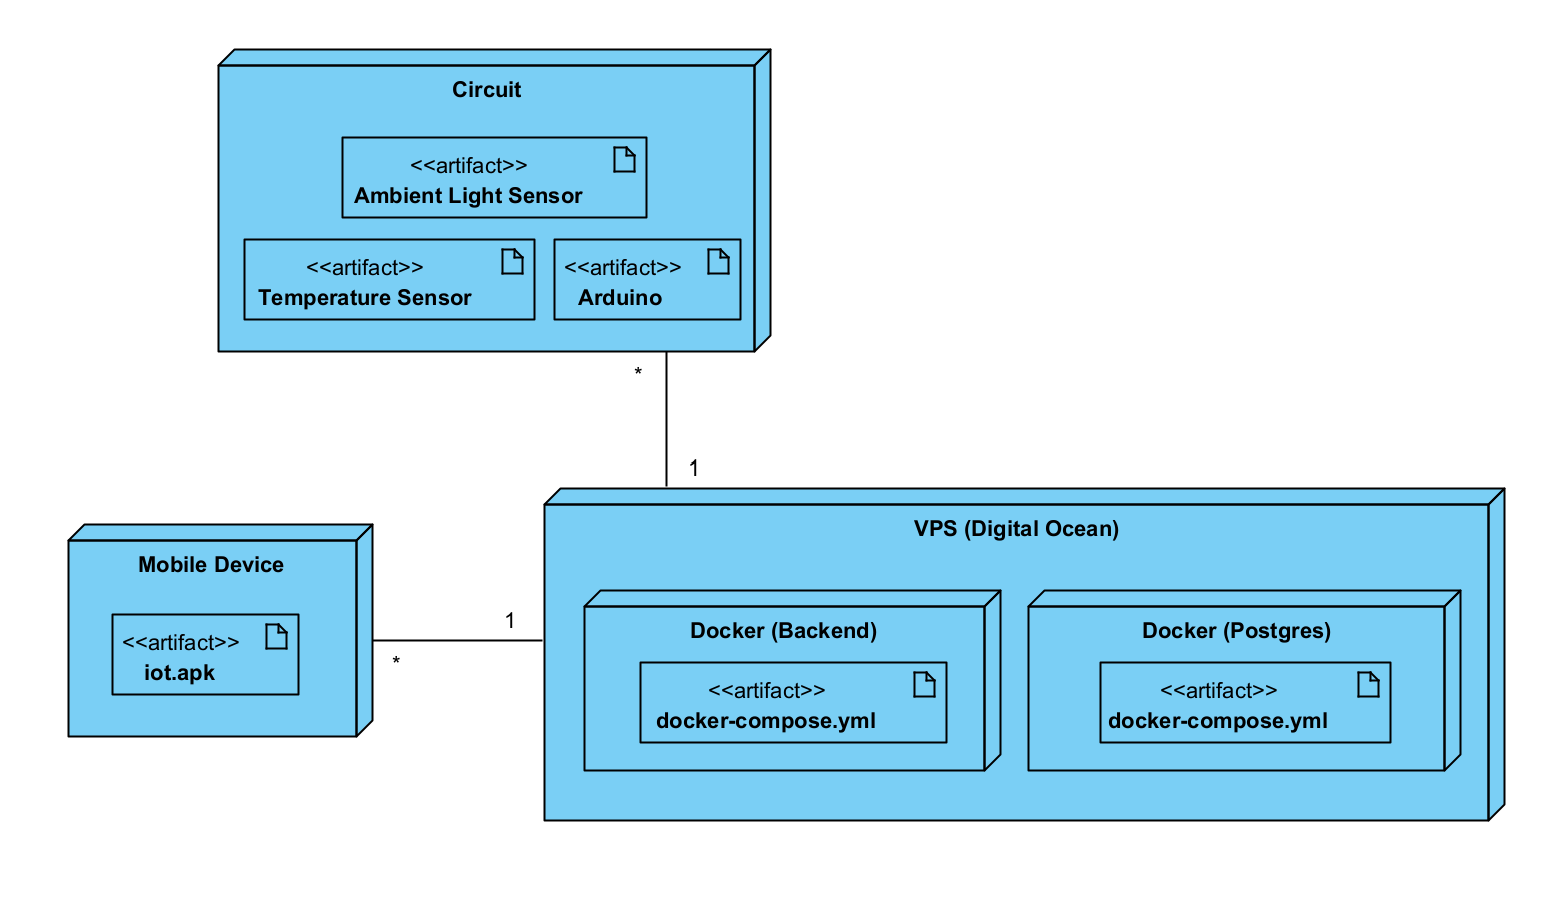 Circuit
<<artifact>>
Ambient Light Sensor
<<artifact>>
Temperature Sensor
<<artifact>>
Arduino
*
1
VPS (Digital Ocean)
Mobile Device
<<artifact>>
iot.apk
1
*
Docker (Backend)
<<artifact>>
docker-compose.yml
Docker (Postgres)
<<artifact>>
docker-compose.yml